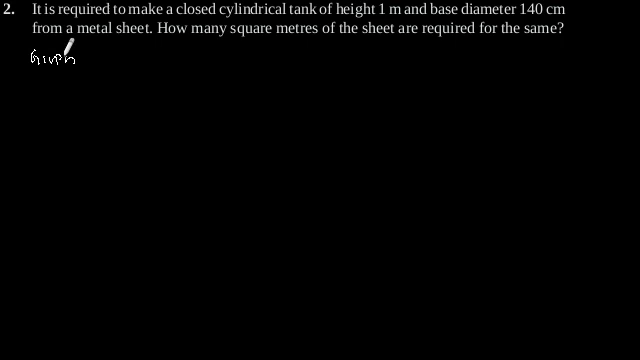 2. It is required to make a closed cylindrical tank of height 1 m and base diameter 140 cm
from a metal sheet. How many square metres of the sheet are required for the same?
Given